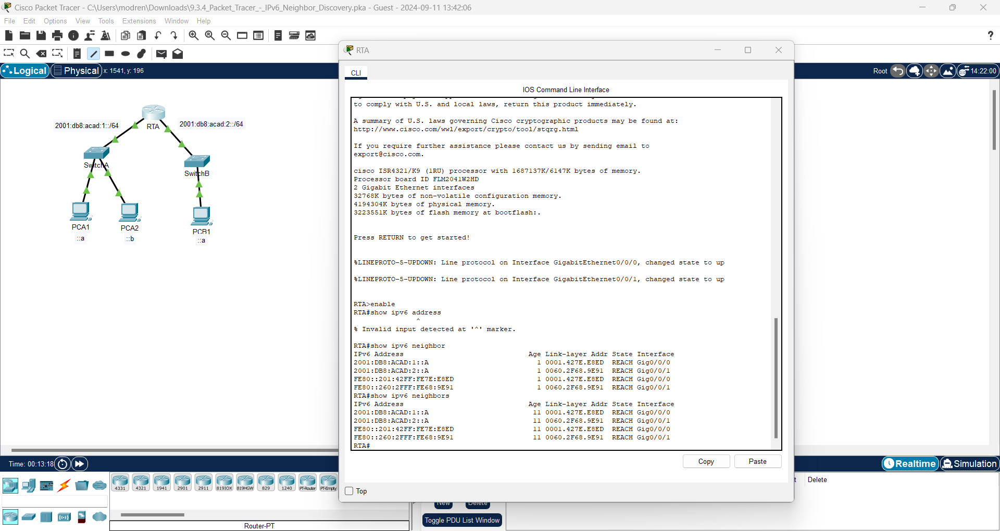 Cisco Packet Tracer - C:\Users\modren\Downloads\9.3.4_Packet_Tracer_-_IPv6_Neighbor_Discovery.pka - Guest - 2024-09-11 13:42:06
File Edit Options View Tools Extensions Window Help
?
Logical Physical x: 1541, y: 196
Root 14:22:00
2001:db8:acad:1::/64
RTA
2001:db8:acad:2::/64
SwitchA
SwitchB
PCA1
::a
PCA2
::b
PCB1
::a
RTA
CLI
IOS Command Line Interface
to comply with U.S. and local laws, return this product immediately.
A summary of U.S. laws governing Cisco cryptographic products may be found at:
http://www.cisco.com/wwl/export/crypto/tool/stqrg.html
If you require further assistance please contact us by sending email to
export@cisco.com.
cisco ISR4321/K9 (1RU) processor with 1687137K/6147K bytes of memory.
Processor board ID FLM2041W2HD
2 Gigabit Ethernet interfaces
32768K bytes of non-volatile configuration memory.
4194304K bytes of physical memory.
3223551K bytes of flash memory at bootflash:.
Press RETURN to get started!
%LINEPROTO-5-UPDOWN: Line protocol on Interface GigabitEthernet0/0/0, changed state to up
%LINEPROTO-5-UPDOWN: Line protocol on Interface GigabitEthernet0/0/1, changed state to up
RTA>enable
RTA#show ipv6 address
^
% Invalid input detected at '^' marker.
RTA#show ipv6 neighbor
IPv6 Address Age Link-layer Addr State Interface
2001:DB8:ACAD:1::A 1 0001.427E.E8ED REACH Gig0/0/0
2001:DB8:ACAD:2::A 1 0060.2F68.9E91 REACH Gig0/0/1
FE80::201:42FF:FE7E:E8ED 1 0001.427E.E8ED REACH Gig0/0/0
FE80::260:2FFF:FE68:9E91 1 0060.2F68.9E91 REACH Gig0/0/1
RTA#show ipv6 neighbors
IPv6 Address Age Link-layer Addr State Interface
2001:DB8:ACAD:1::A 11 0001.427E.E8ED REACH Gig0/0/0
2001:DB8:ACAD:2::A 11 0060.2F68.9E91 REACH Gig0/0/1
FE80::201:42FF:FE7E:E8ED 11 0001.427E.E8ED REACH Gig0/0/0
FE80::260:2FFF:FE68:9E91 11 0060.2F68.9E91 REACH Gig0/0/1
RTA#
Copy Paste
Top
Time: 00:13:18
Realtime Simulation
4331 4321 1941 2901 2911 819IOX 819HGW 829 1240 PT-Router PT-Empty
Router-PT
New Delete
Toggle PDU List Window
t Delete